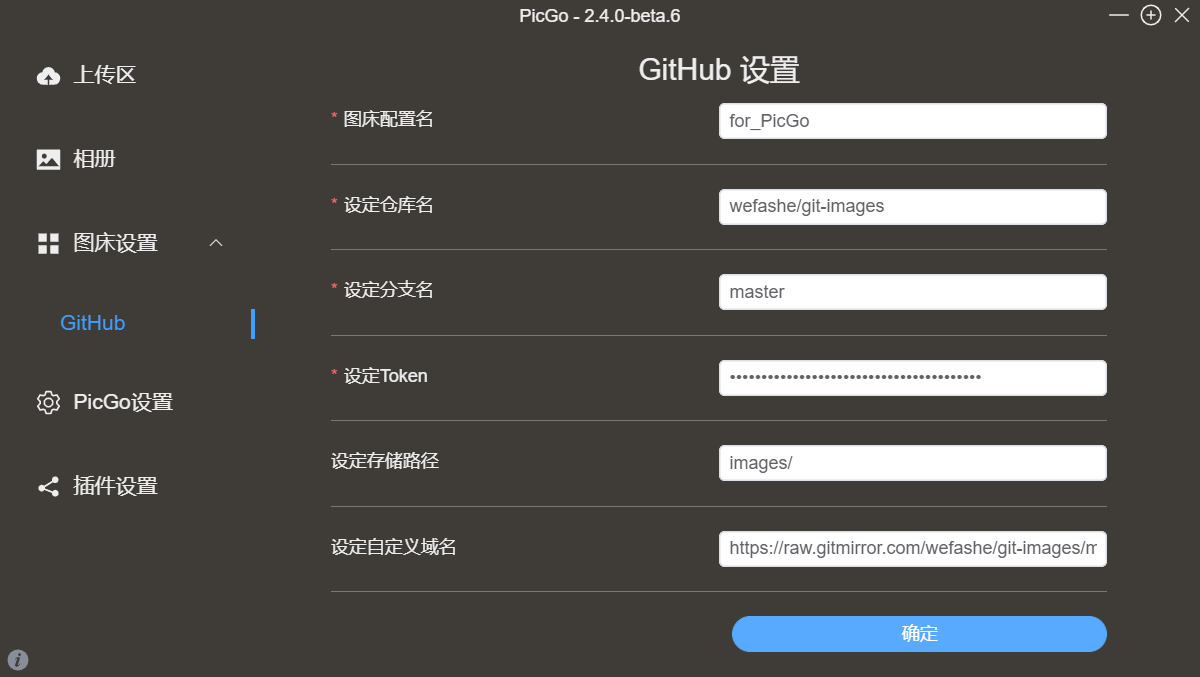 PicGo - 2.4.0-beta.6
上传区
相册
图床设置
GitHub
PicGo设置
插件设置
GitHub 设置
* 图床配置名
for_PicGo
* 设定仓库名
wefashe/git-images
* 设定分支名
master
* 设定Token
••••••••••••••••••••••••••••••••••••••••
设定存储路径
images/
设定自定义域名
https://raw.gitmirror.com/wefashe/git-images/m
确定